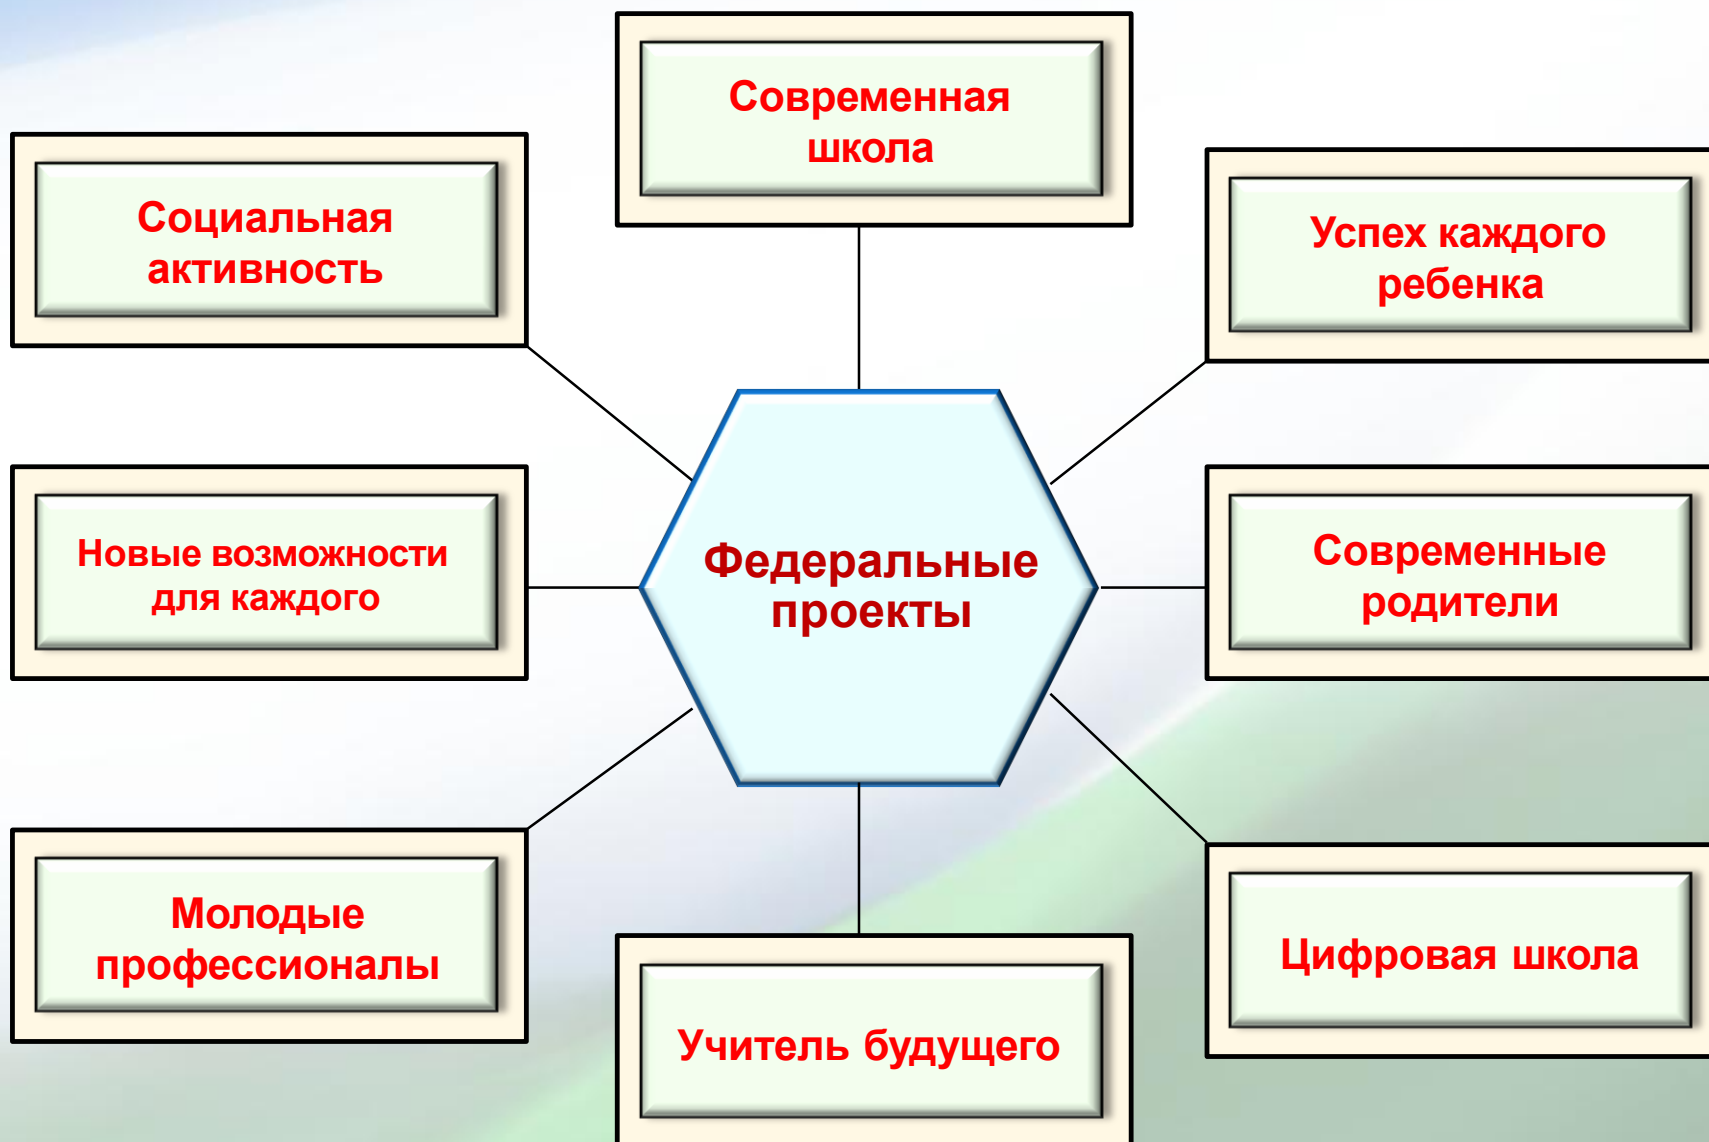 Современная
школа
Социальная
активность
Успех каждого
ребенка
Новые возможности
для каждого
Федеральные
проекты
Современные
родители
Молодые
профессионалы
Цифровая школа
Учитель будущего